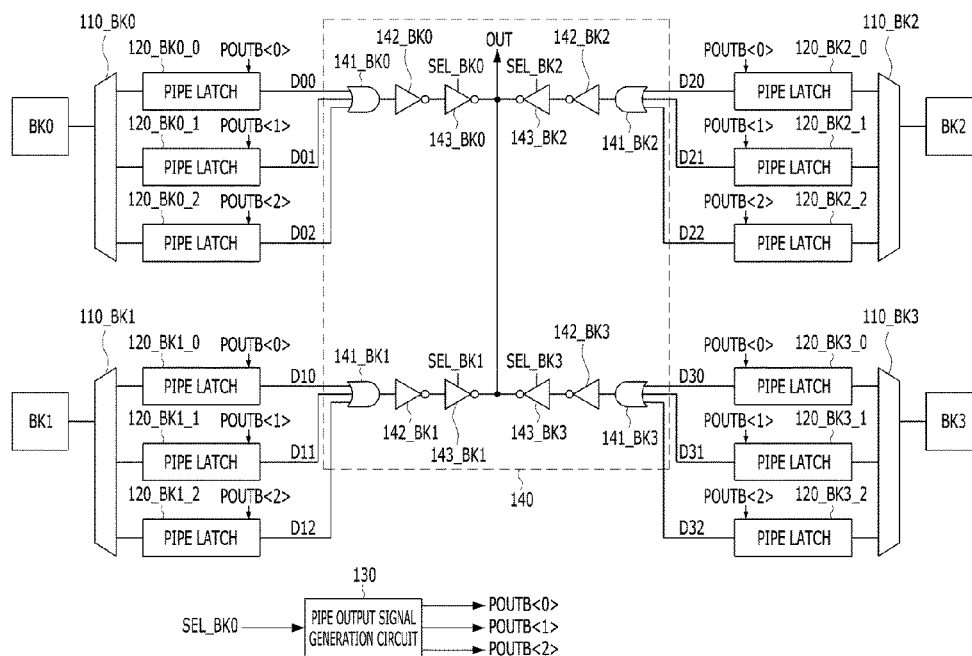 110_BK0
120_BK0_0
POUTB<0>
PIPE LATCH
D00
141_BK0
142_BK0
SEL_BK0
143_BK0
OUT
SEL_BK2
142_BK2
143_BK2
141_BK2
D20
POUTB<0>
120_BK2_0
PIPE LATCH
110_BK2
BK0
120_BK0_1
POUTB<1>
PIPE LATCH
D01
D21
POUTB<1>
120_BK2_1
PIPE LATCH
BK2
120_BK0_2
POUTB<2>
PIPE LATCH
D02
D22
POUTB<2>
120_BK2_2
PIPE LATCH
110_BK1
120_BK1_0
POUTB<0>
PIPE LATCH
D10
141_BK1
142_BK1
SEL_BK1
143_BK1
SEL_BK3
142_BK3
143_BK3
141_BK3
D30
POUTB<0>
120_BK3_0
PIPE LATCH
110_BK3
BK1
120_BK1_1
POUTB<1>
PIPE LATCH
D11
D31
POUTB<1>
120_BK3_1
PIPE LATCH
BK3
120_BK1_2
POUTB<2>
PIPE LATCH
D12
140
D32
POUTB<2>
120_BK3_2
PIPE LATCH
130
SEL_BK0
PIPE OUTPUT SIGNAL
GENERATION CIRCUIT
POUTB<0>
POUTB<1>
POUTB<2>